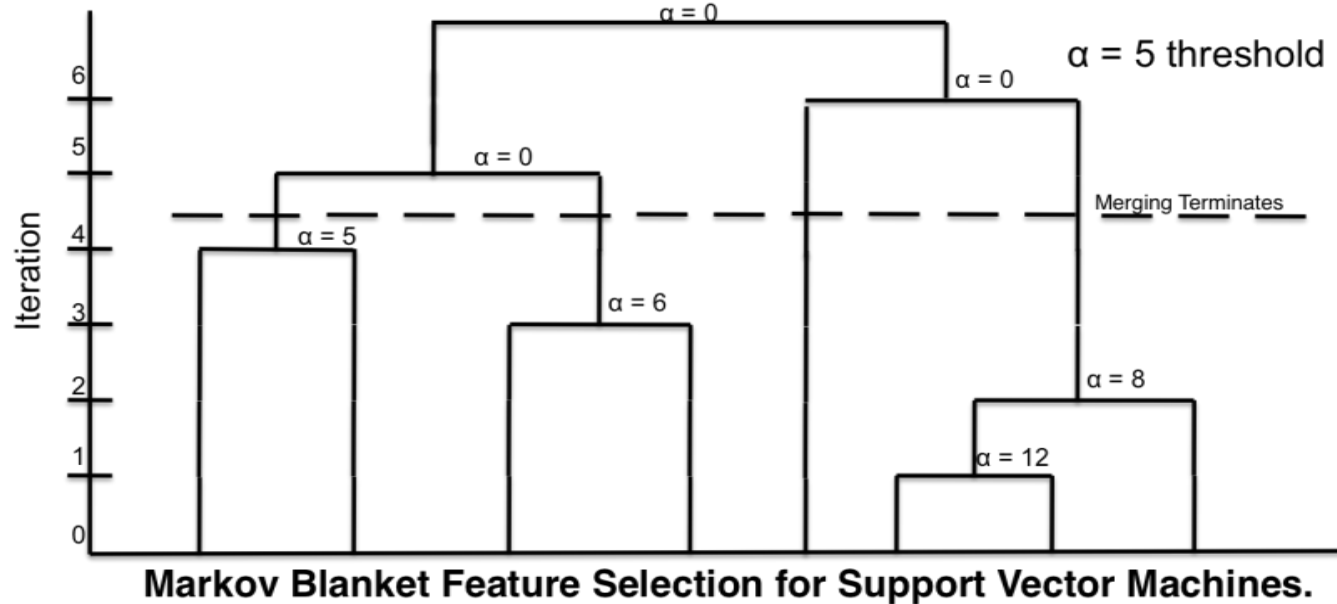 α = 0
α = 5 threshold
6
α = 0
5
α = 0
Merging Terminates
4
α = 5
Iteration
3
α = 6
2
α = 8
1
α = 12
0
Markov Blanket Feature Selection for Support Vector Machines.